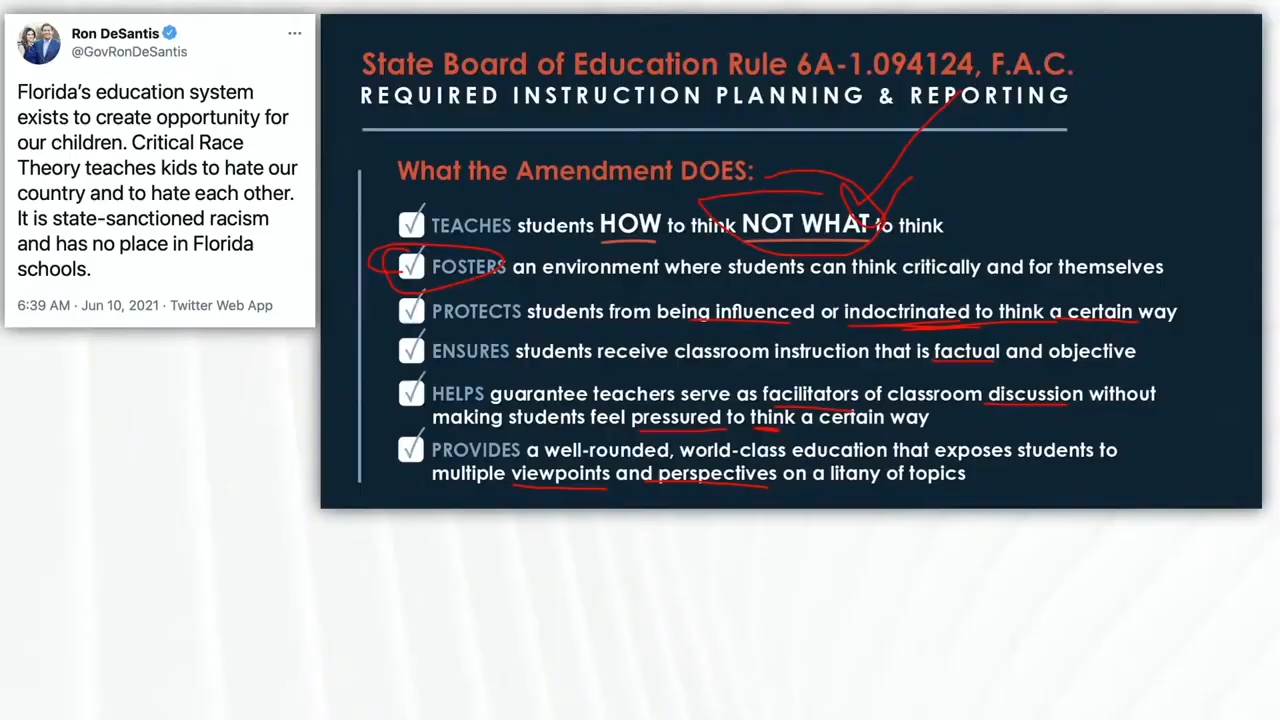 Ron DeSantis
@GovRonDeSantis
Florida's education system
exists to create opportunity for
our children. Critical Race
Theory teaches kids to hate our
country and to hate each other.
It is state-sanctioned racism
and has no place in Florida
schools.
6:39 AM · Jun 10, 2021 · Twitter Web App
State Board of Education Rule 6A-1.094124, F.A.C.
REQUIRED INSTRUCTION PLANNING & REPORTING
What the Amendment DOES:
TEACHES students HOW to think NOT WHAT to think
FOSTERS an environment where students can think critically and for themselves
PROTECTS students from being influenced or indoctrinated to think a certain way
ENSURES students receive classroom instruction that is factual and objective
HELPS guarantee teachers serve as facilitators of classroom discussion without
making students feel pressured to think a certain way
PROVIDES a well-rounded, world-class education that exposes students to
multiple viewpoints and perspectives on a litany of topics